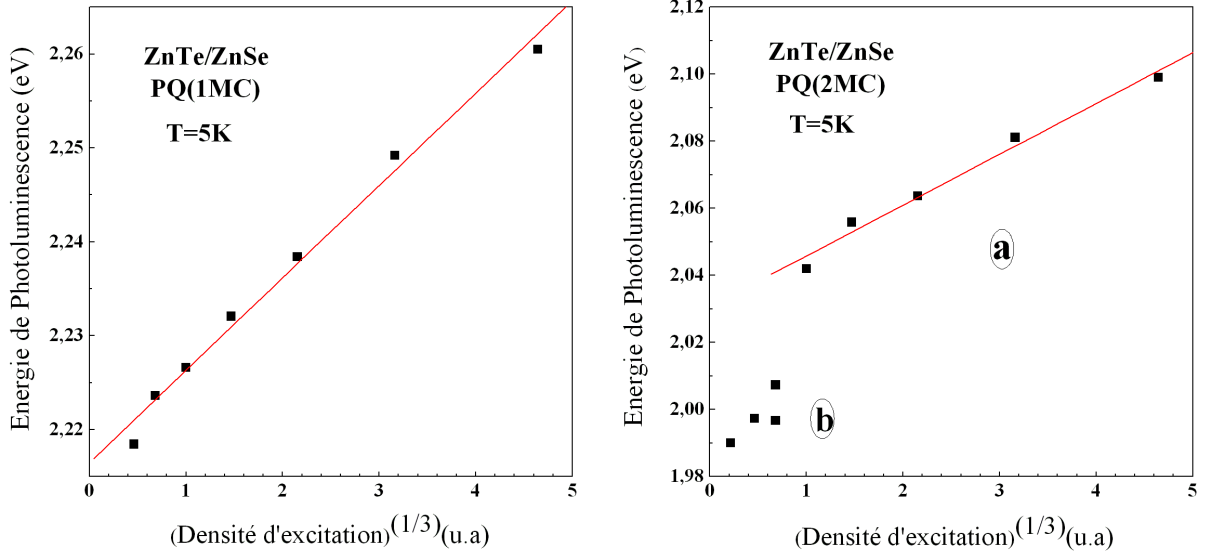 Energie de Photoluminescence (eV)
2,26
2,25
2,24
2,23
2,22
ZnTe/ZnSe
PQ(1MC)
T=5K
0 1 2 3 4 5
(Densité d'excitation)(1/3)(u.a)
Energie de Photoluminescence (eV)
2,12
2,10
2,08
2,06
2,04
2,02
2,00
1,98
ZnTe/ZnSe
PQ(2MC)
T=5K
a
b
0 1 2 3 4 5
(Densité d'excitation)(1/3)(u.a)